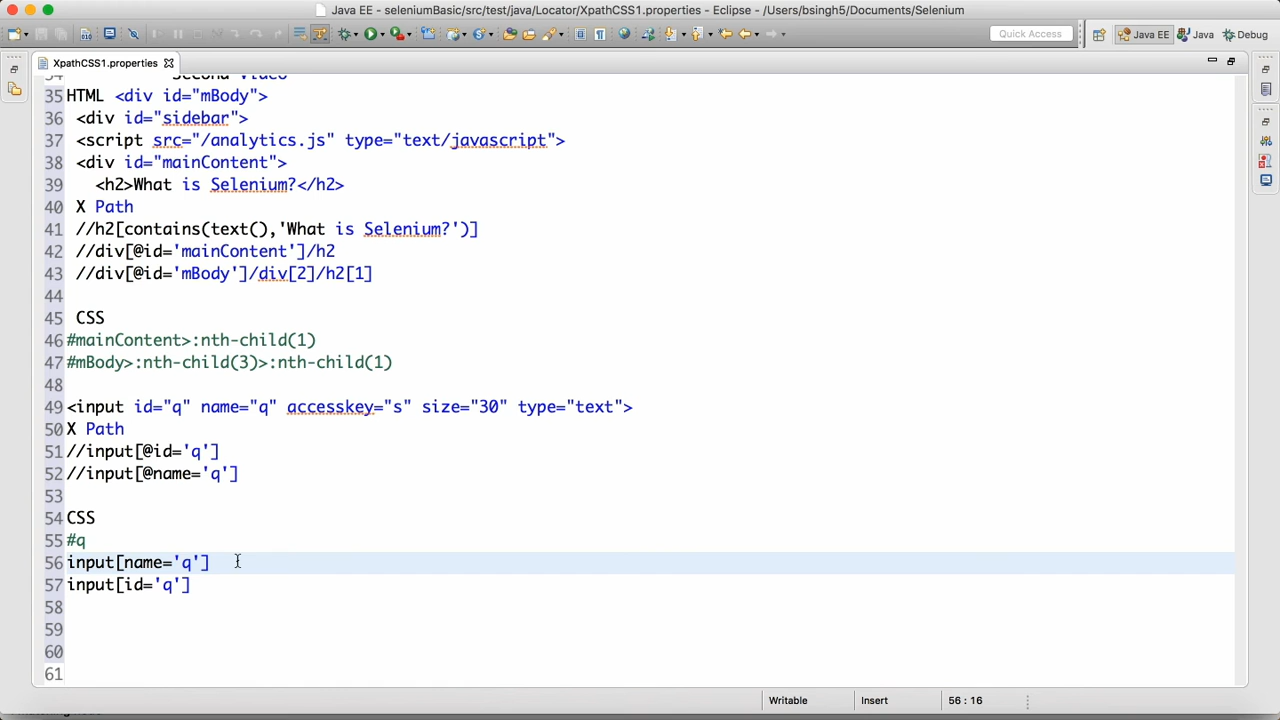 Java EE - seleniumBasic/src/test/java/Locator/XpathCSS1.properties - Eclipse - /Users/bsingh5/Documents/Selenium
Quick Access
Java EE
Java
Debug
XpathCSS1.properties
34 second Video
35 HTML <div id="mBody">
36 <div id="sidebar">
37 <script src="/analytics.js" type="text/javascript">
38 <div id="mainContent">
39 <h2>What is Selenium?</h2>
40 X Path
41 //h2[contains(text(),'What is Selenium?')]
42 //div[@id='mainContent']/h2
43 //div[@id='mBody']/div[2]/h2[1]
44
45 CSS
46 #mainContent>:nth-child(1)
47 #mBody>:nth-child(3)>:nth-child(1)
48
49 <input id="q" name="q" accesskey="s" size="30" type="text">
50 X Path
51 //input[@id='q']
52 //input[@name='q']
53
54 CSS
55 #q
56 input[name='q']
57 input[id='q']
58
59
60
61
Writable
Insert
56 : 16